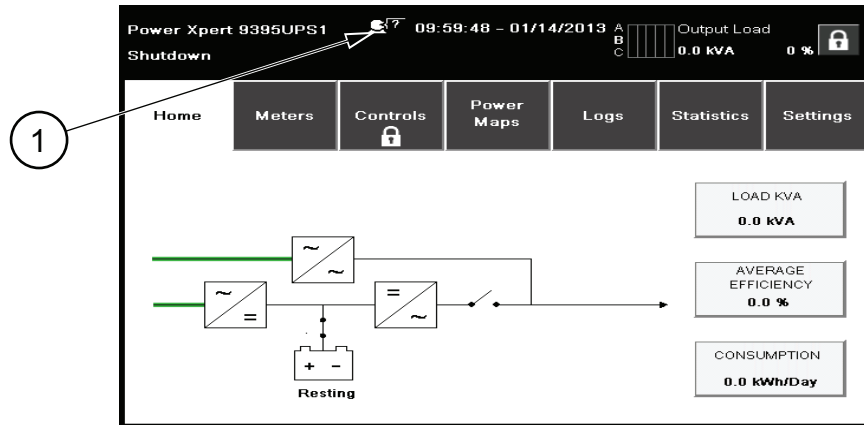 Power Xpert 9395UPS1
?
09:59:48 - 01/14/2013
A
B
C
Output Load
0.0 kVA
0 %
Shutdown
1
Home
Meters
Controls
Power
Maps
Logs
Statistics
Settings
LOAD KVA
0.0 kVA
~
~
AVERAGE
EFFICIENCY
0.0 %
~
=
=
~
CONSUMPTION
0.0 kWh/Day
+ -
Resting